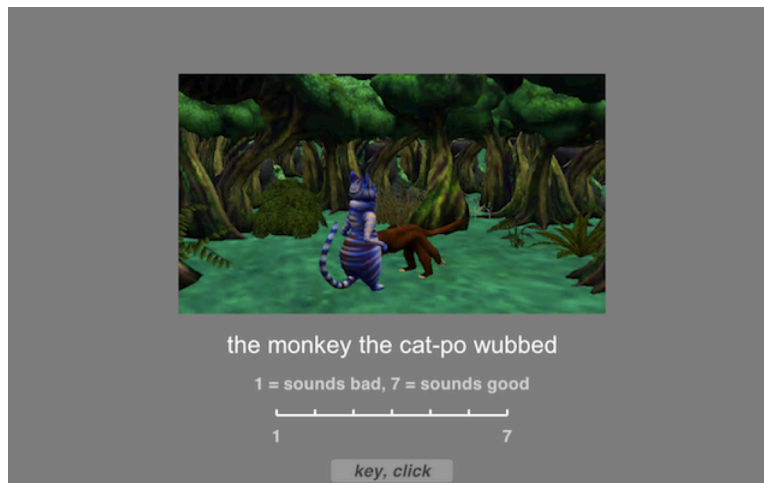 the monkey the cat-po wubbed
1 = sounds bad, 7 = sounds good
1 7
key, click